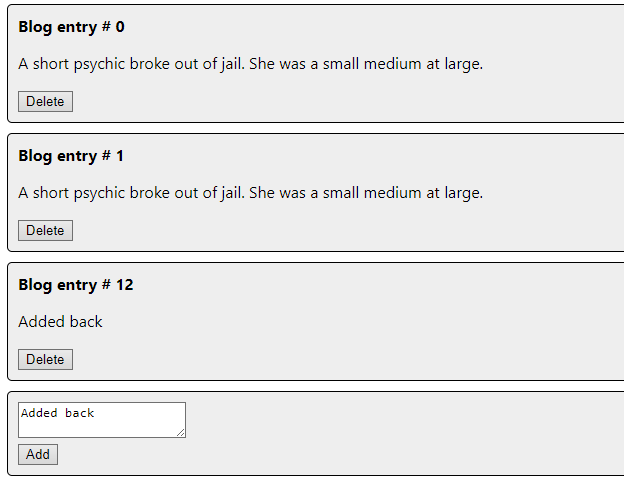 Blog entry # 0
A short psychic broke out of jail. She was a small medium at large.
Delete
Blog entry # 1
A short psychic broke out of jail. She was a small medium at large.
Delete
Blog entry # 12
Added back
Delete
Added back
Add